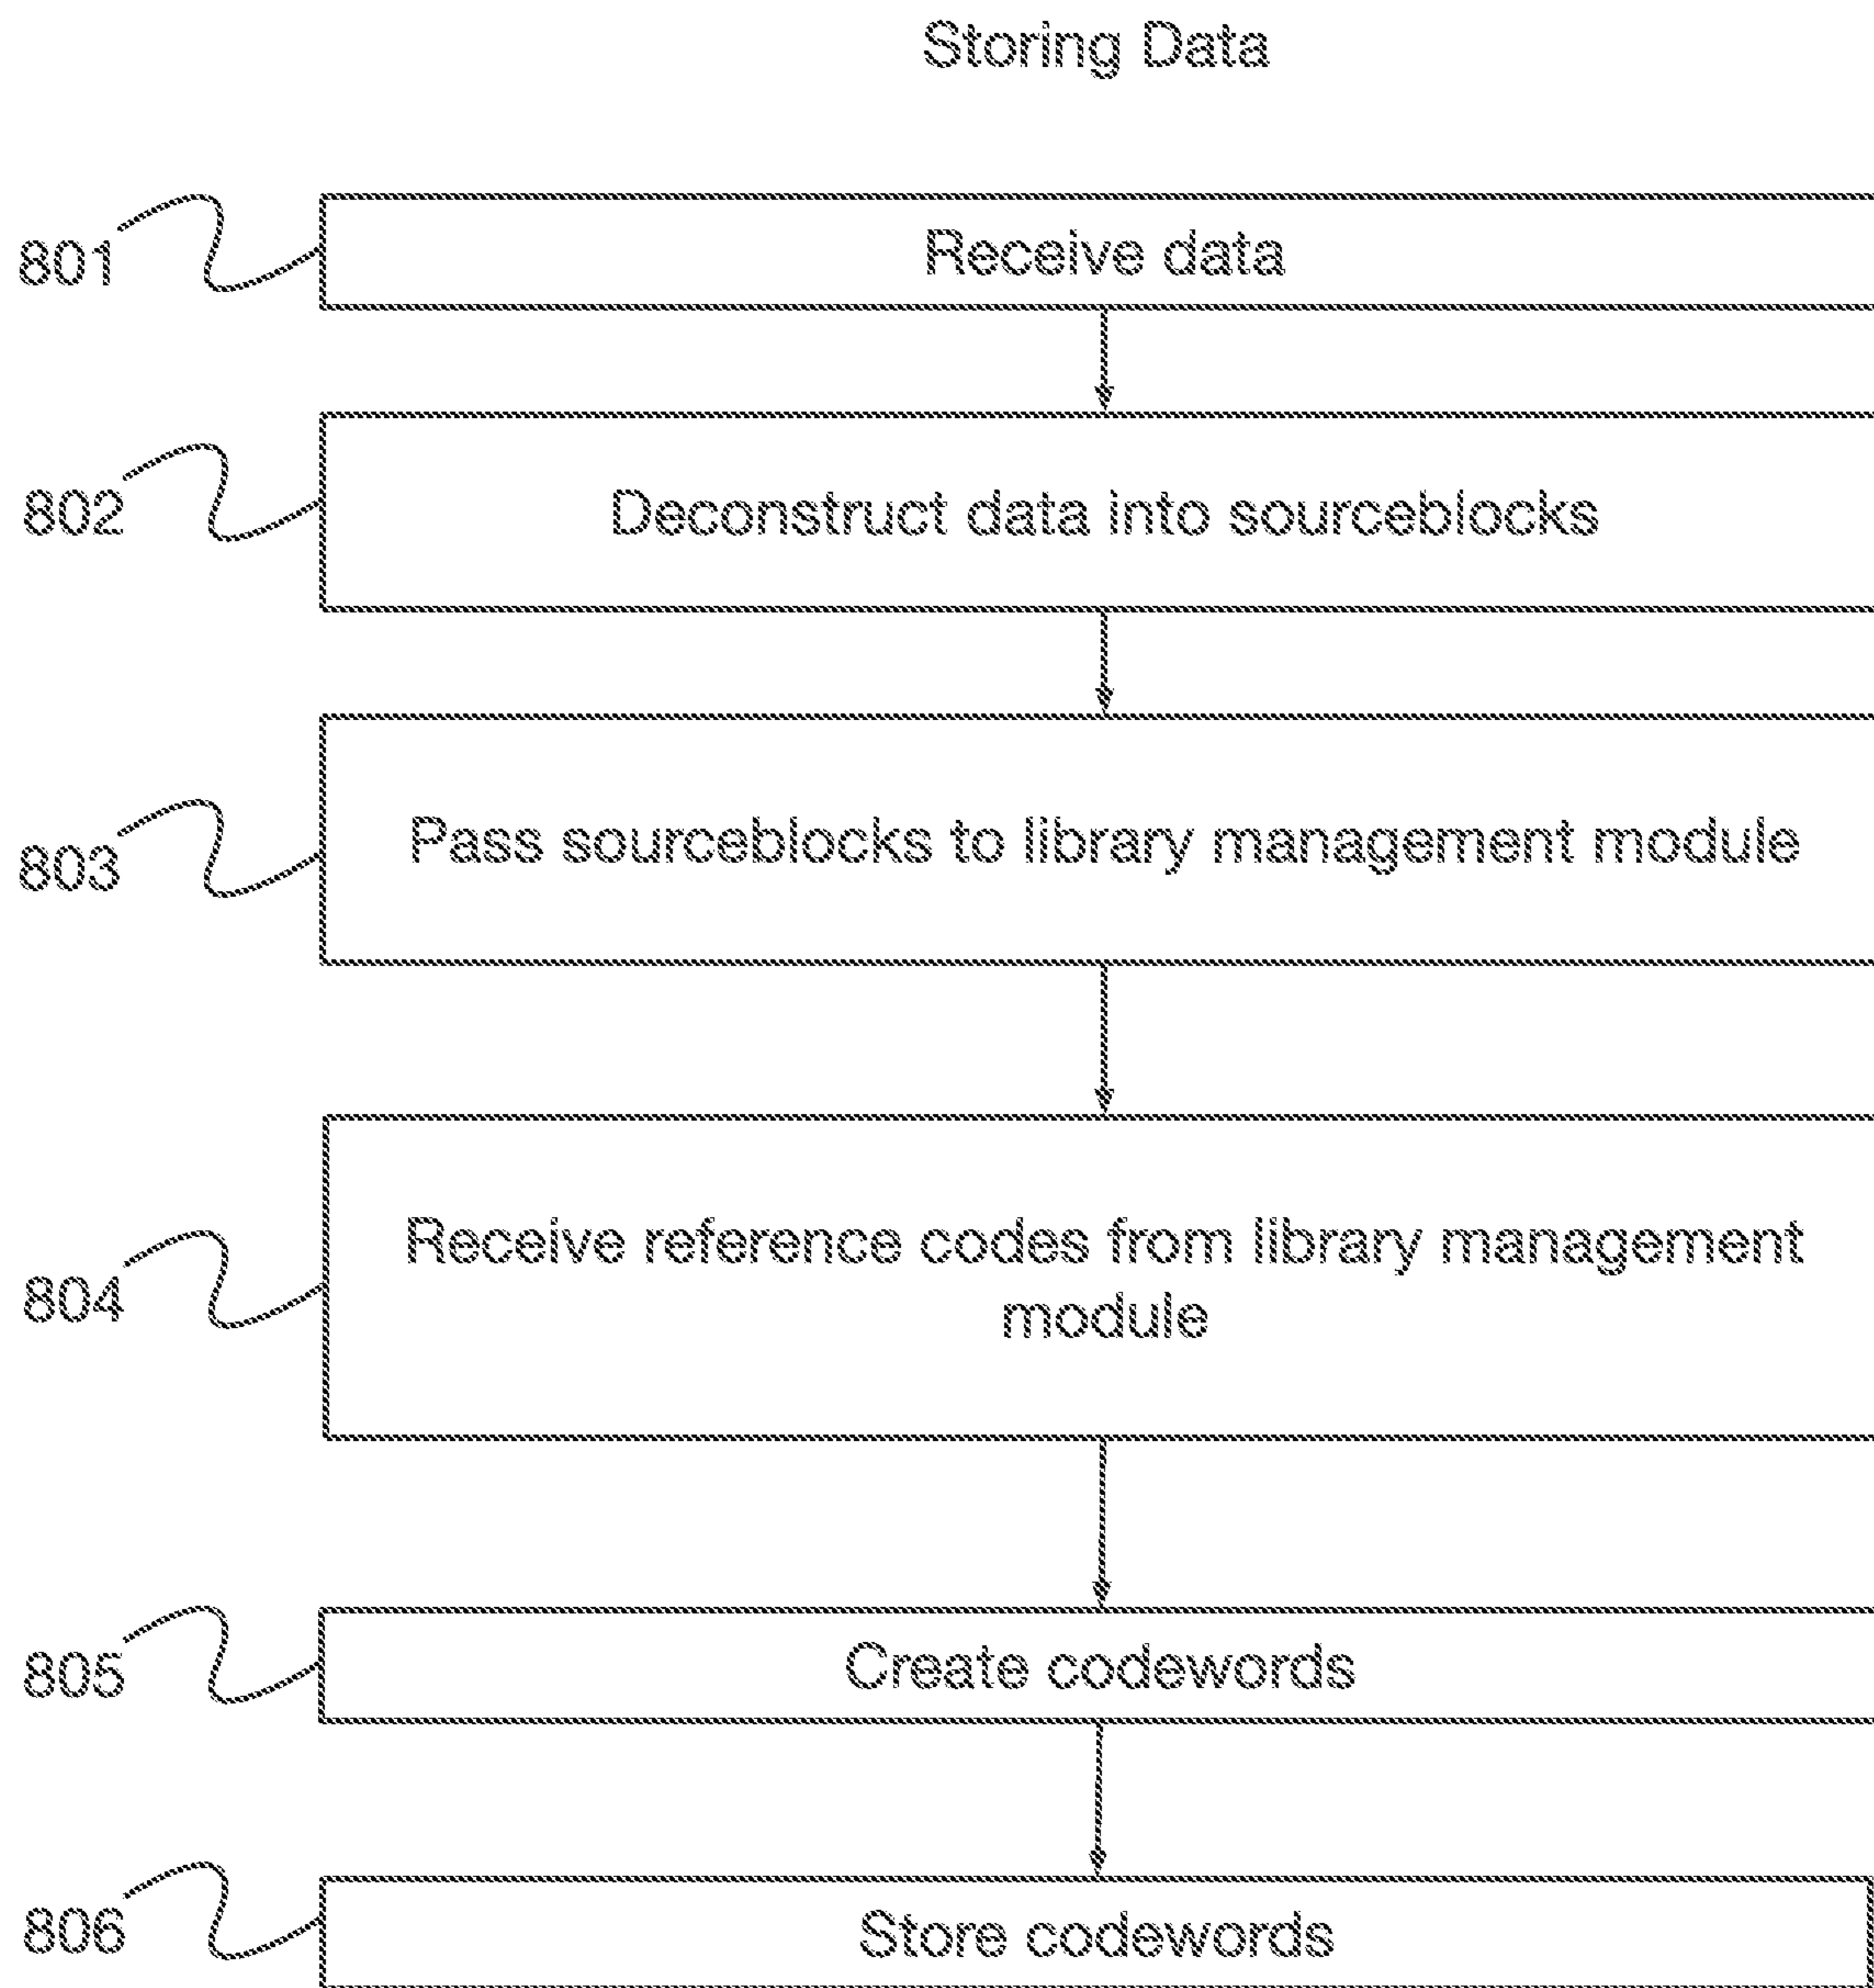 Storing Data
801
Receive data
802
Deconstruct data into sourceblocks
803
Pass sourceblocks to library management module
804
Receive reference codes from library management
module
805
Create codewords
806
Store codewords